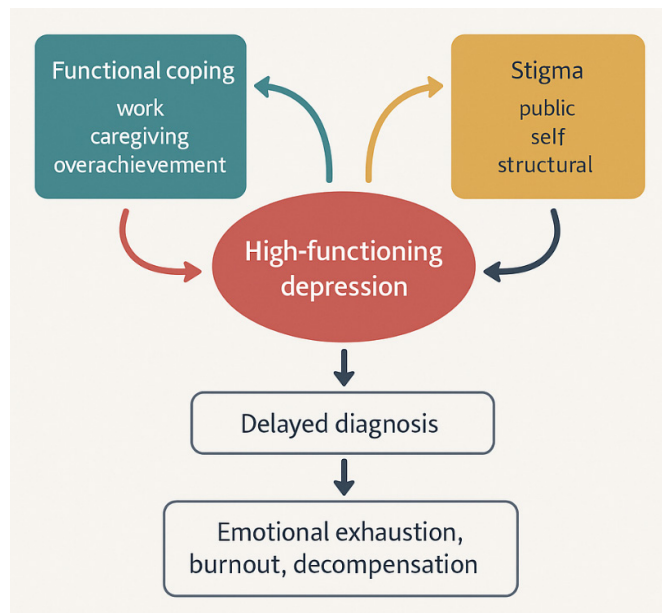 Functional coping
work
caregiving
overachievement
Stigma
public
self
structural
High-functioning
depression
Delayed diagnosis
Emotional exhaustion,
burnout, decompensation